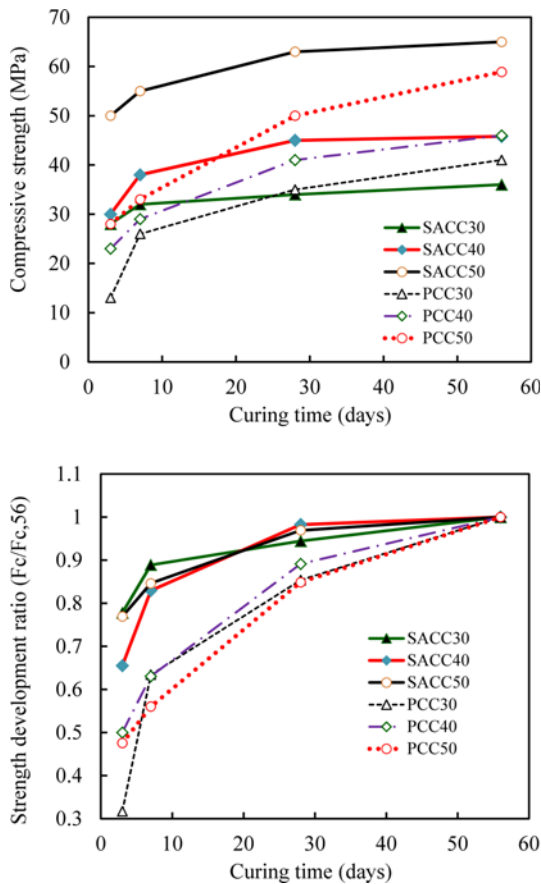 Compressive strength (MPa)
70
60
50
40
30
20
10
0
SACC30
SACC40
SACC50
PCC30
PCC40
PCC50
0 10 20 30 40 50 60
Curing time (days)
Strength development ratio (Fc/Fc,56)
1.1
1
0.9
0.8
0.7
0.6
0.5
0.4
0.3
SACC30
SACC40
SACC50
PCC30
PCC40
PCC50
0 10 20 30 40 50 60
Curing time (days)